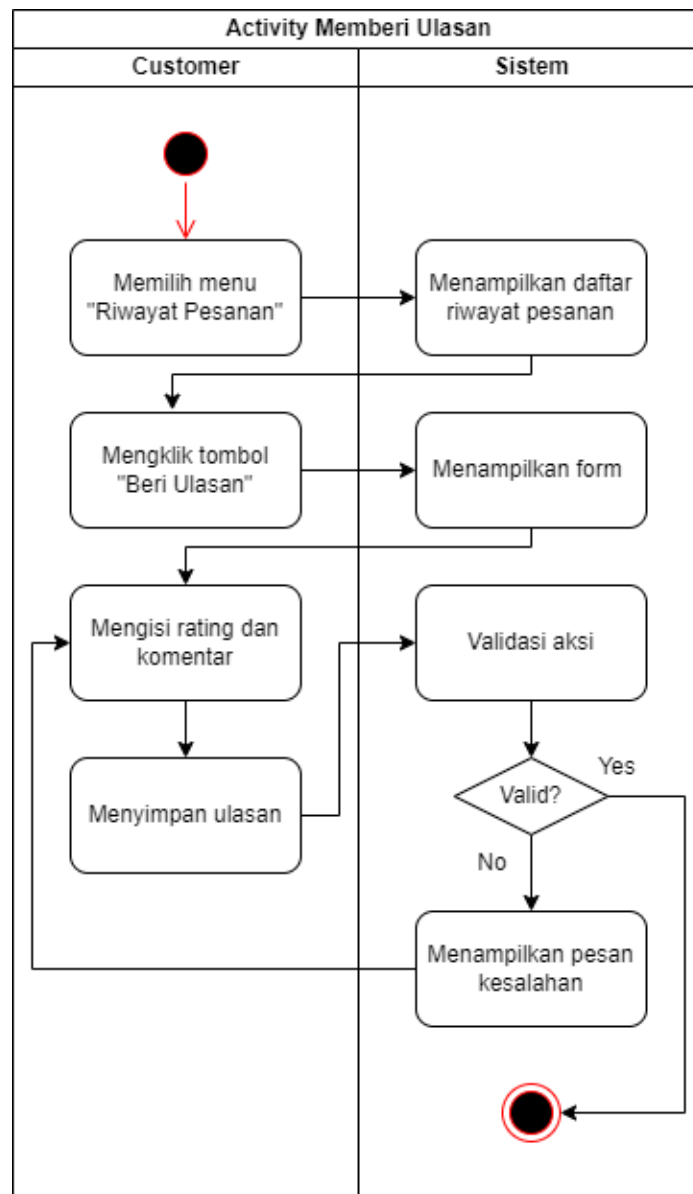 Activity Memberi Ulasan
Customer
Sistem
Memilih menu
"Riwayat Pesanan"
Menampilkan daftar
riwayat pesanan
Mengklik tombol
"Beri Ulasan"
Menampilkan form
Mengisi rating dan
komentar
Validasi aksi
Menyimpan ulasan
Valid?
Yes
No
Menampilkan pesan
kesalahan